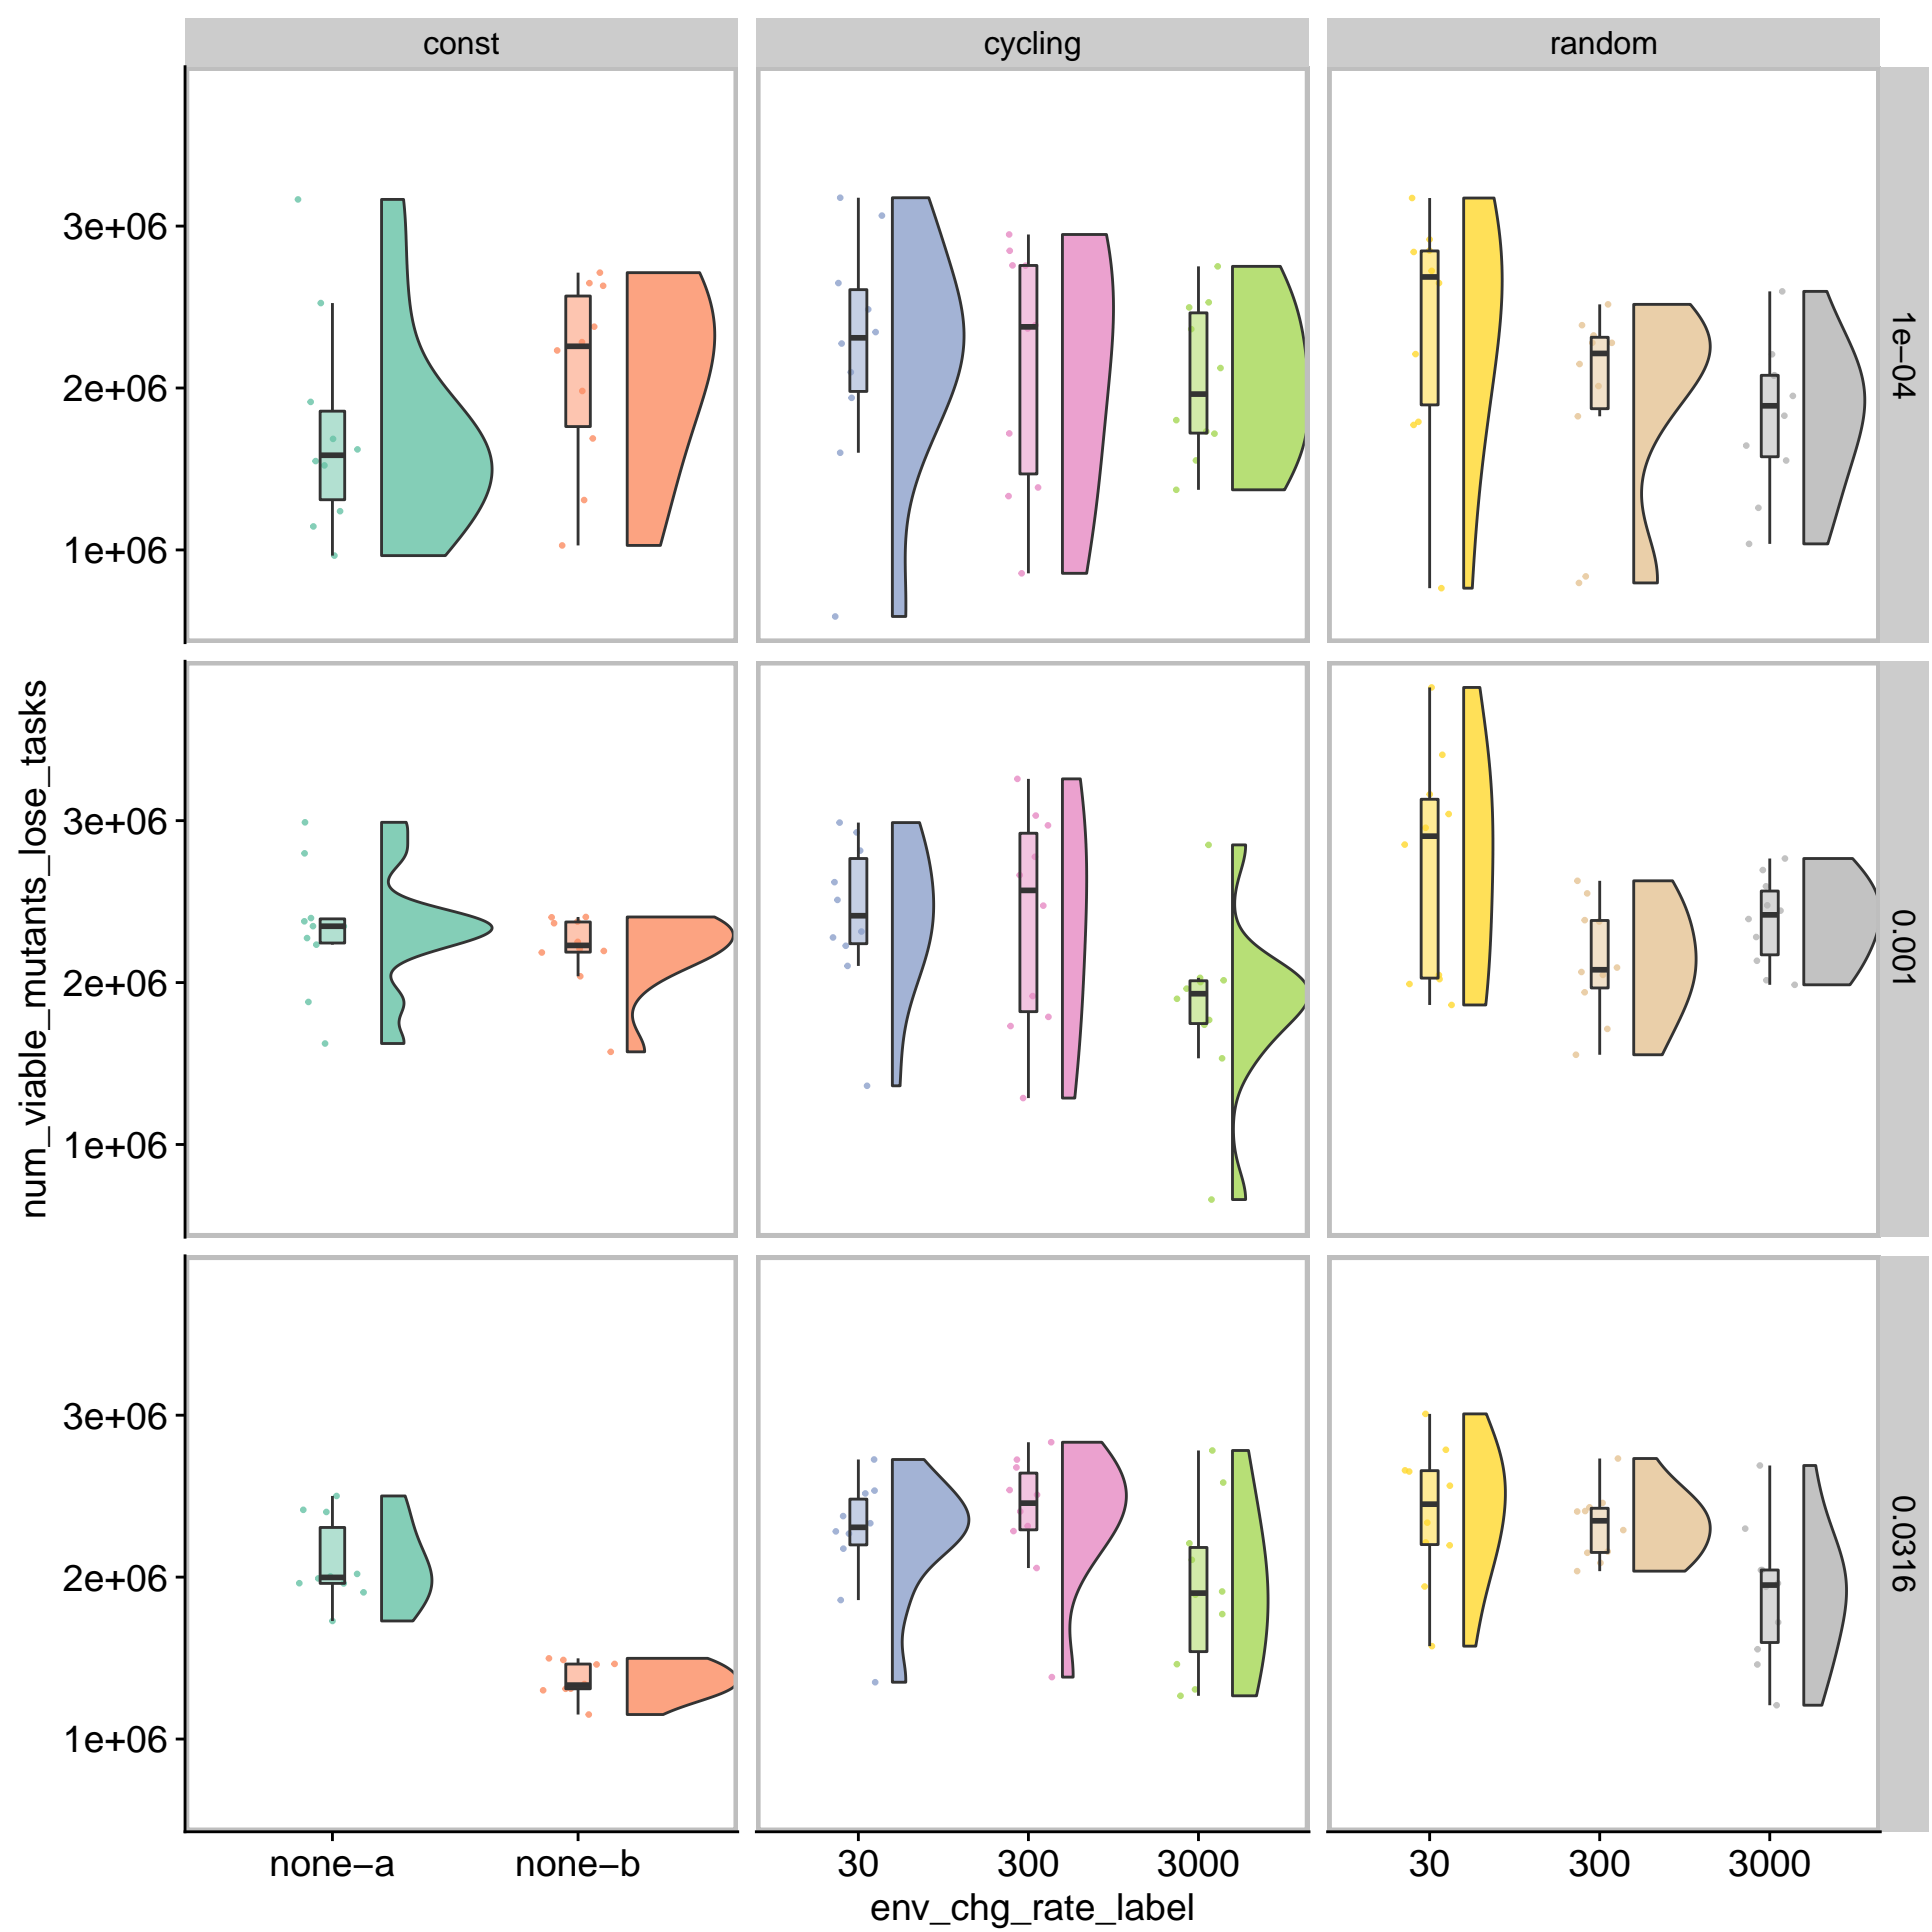 const
cycling
random
3e+06
2e+06
1e+06
1e-04
3e+06
2e+06
1e+06
0.001
3e+06
2e+06
1e+06
0.0316
num_viable_mutants_lose_tasks
none−a
none−b
30
300
3000
30
300
3000
env_chg_rate_label